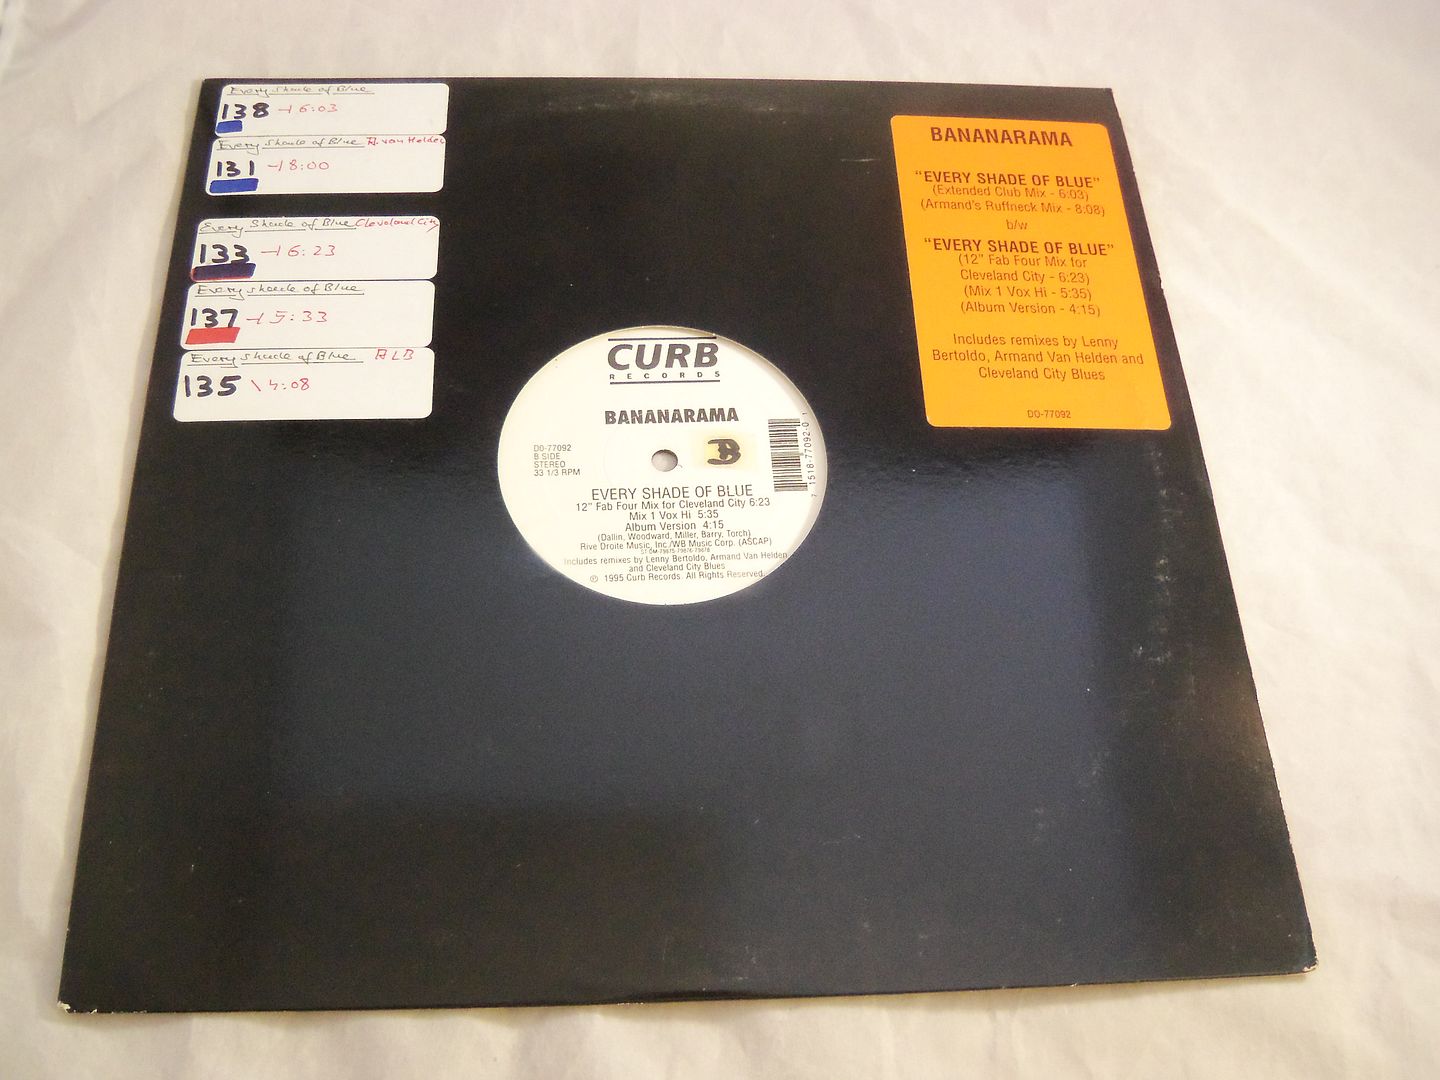 Every Shade of Blue
138 6:03
Every Shade of Blue A. van Helden
131 8:00
Every Shade of Blue Cleveland City
133 6:23
Every Shade of Blue
137 5:33
Every Shade of Blue ALB
135 4:08
BANANARAMA
"EVERY SHADE OF BLUE"
(Extended Club Mix - 6:03)
(Armand's Ruffneck Mix - 8:08)
b/w
"EVERY SHADE OF BLUE"
(12" Fab Four Mix for
Cleveland City - 6:23)
(Mix 1 Vox Hi - 5:35)
(Album Version - 4:15)
Includes remixes by Lenny
Bertoldo, Armand Van Helden and
Cleveland City Blues
DO-77092
CURB
RECORDS
BANANARAMA
D0-77092
B SIDE
STEREO
33 1/3 RPM
B
7 1518-77092-0 1
EVERY SHADE OF BLUE
12" Fab Four Mix for Cleveland City 6:23
Mix 1 Vox Hi 5:35
Album Version 4:15
(Dallin, Woodward, Miller, Barry, Torch)
Rive Droite Music, Inc./WB Music Corp. (ASCAP)
Includes remixes by Lenny Bertoldo, Armand Van Helden
and Cleveland City Blues
℗ 1995 Curb Records. All Rights Reserved.